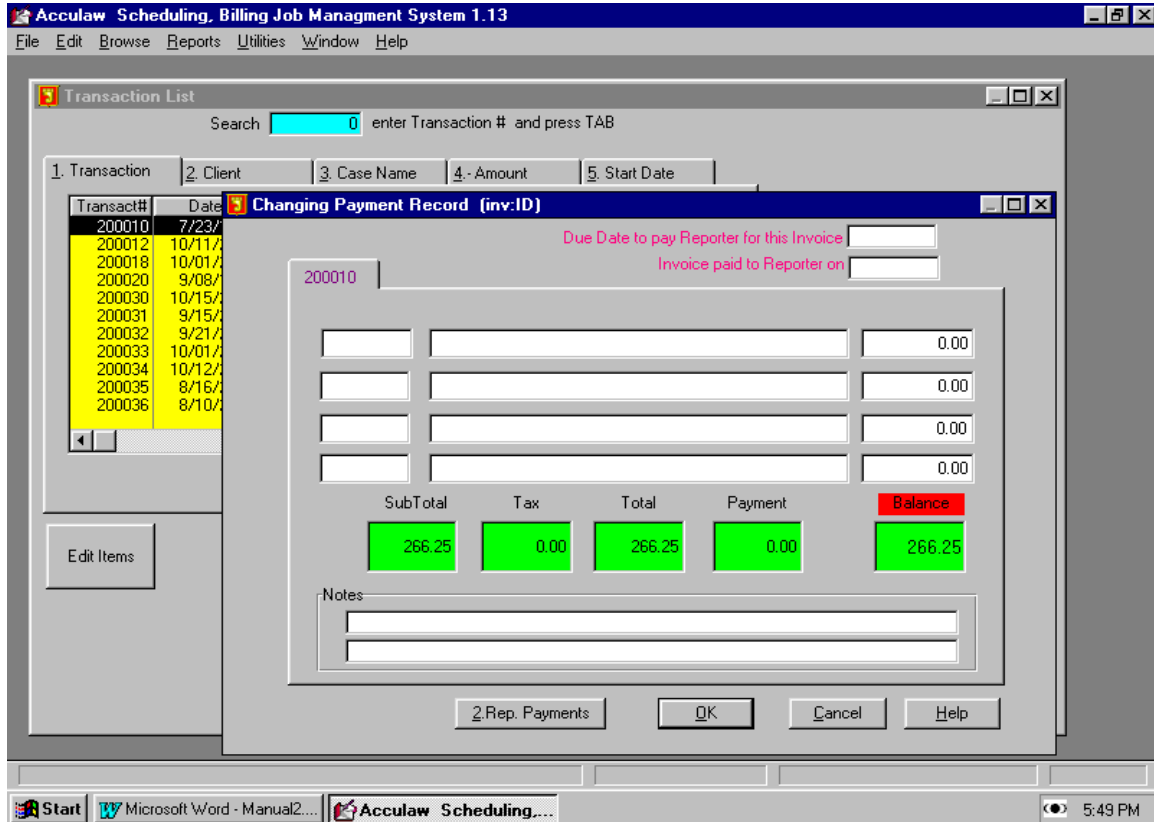 Acculaw  Scheduling, Billing Job Managment System 1.13
File Edit Browse Reports Utilities Window Help
Transaction List
Search 0 enter Transaction # and press TAB
1. Transaction 2. Client 3. Case Name 4.- Amount 5. Start Date
Transact# Date
200010 7/23/
200012 10/11/
200018 10/01/
200020 9/08/
200030 10/15/
200031 9/15/
200032 9/21/
200033 10/01/
200034 10/12/
200035 8/16/
200036 8/10/
Edit Items
Changing Payment Record (inv:ID)
Due Date to pay Reporter for this Invoice
Invoice paid to Reporter on
200010
0.00
0.00
0.00
0.00
SubTotal Tax Total Payment Balance
266.25 0.00 266.25 0.00 266.25
Notes
2.Rep. Payments OK Cancel Help
Start Microsoft Word - Manual2.... Acculaw Scheduling,... 5:49 PM